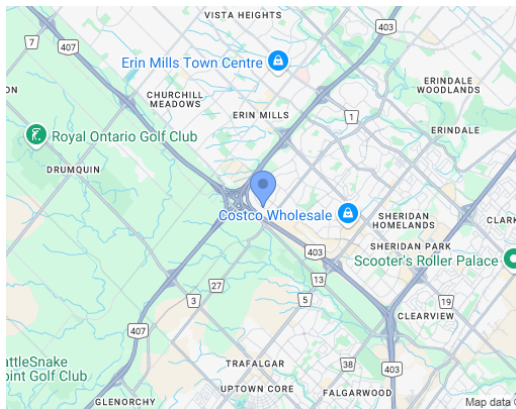 VISTA HEIGHTS
403
7
407
Erin Mills Town Centre
ERINDALE
WOODLANDS
ON
CHURCHILL
MEADOWS
ERIN MILLS
1
ERINDALE
Royal Ontario Golf Club
DRUMQUIN
Costco Wholesale
SHERIDAN
HOMELANDS
CLARK
403
SHERIDAN PARK
Scooter's Roller Palace
13
27
3
5
19
CLEARVIEW
407
attleSnake
oint Golf Club
TRAFALGAR
38
403
UPTOWN CORE
FALGARWOOD
GLENORCHY
Map data ©